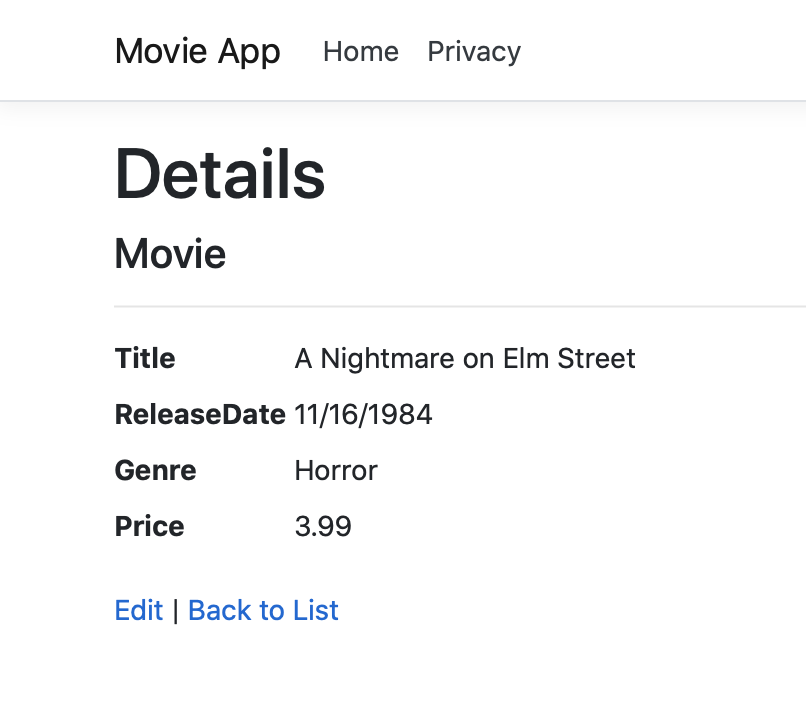 Movie App Home Privacy
Details
Movie
Title A Nightmare on Elm Street
ReleaseDate 11/16/1984
Genre Horror
Price 3.99
Edit | Back to List